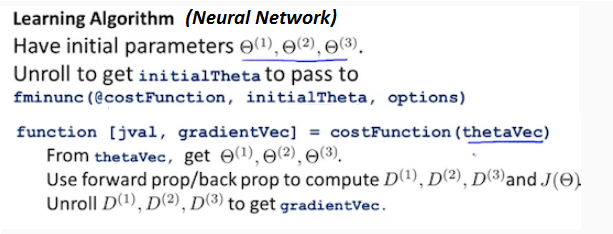 Learning Algorithm (Neural Network)
Have initial parameters Θ⁽¹⁾, Θ⁽²⁾, Θ⁽³⁾.
Unroll to get initialTheta to pass to
fminunc(@costFunction, initialTheta, options)
function [jval, gradientVec] = costFunction(thetaVec)
From thetaVec, get Θ⁽¹⁾, Θ⁽²⁾, Θ⁽³⁾.
Use forward prop/back prop to compute D⁽¹⁾, D⁽²⁾, D⁽³⁾and J(Θ).
Unroll D⁽¹⁾, D⁽²⁾, D⁽³⁾ to get gradientVec.